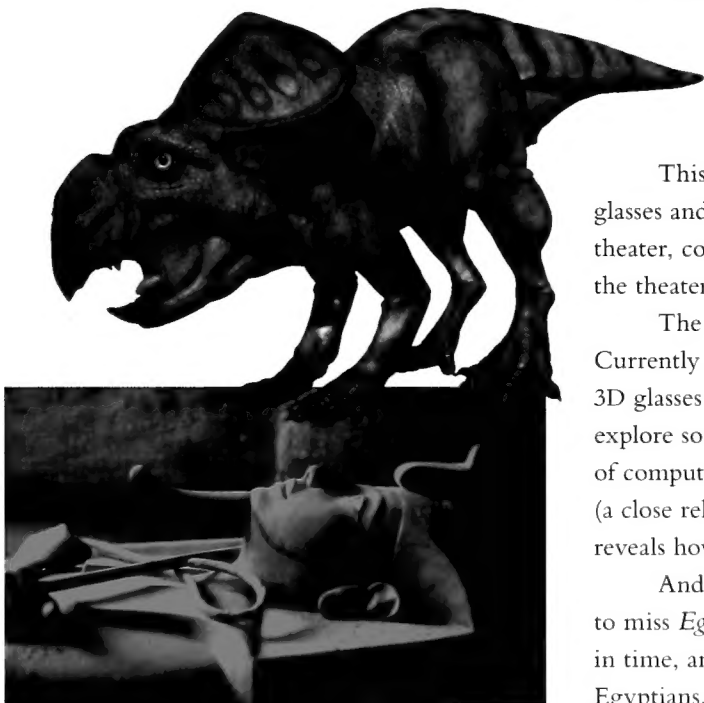 This
glasses and
theater, co
the theater
The
Currently
3D glasses
explore so
of comput
(a close rel
reveals how
And
to miss Eg
in time, an
Egyptians.